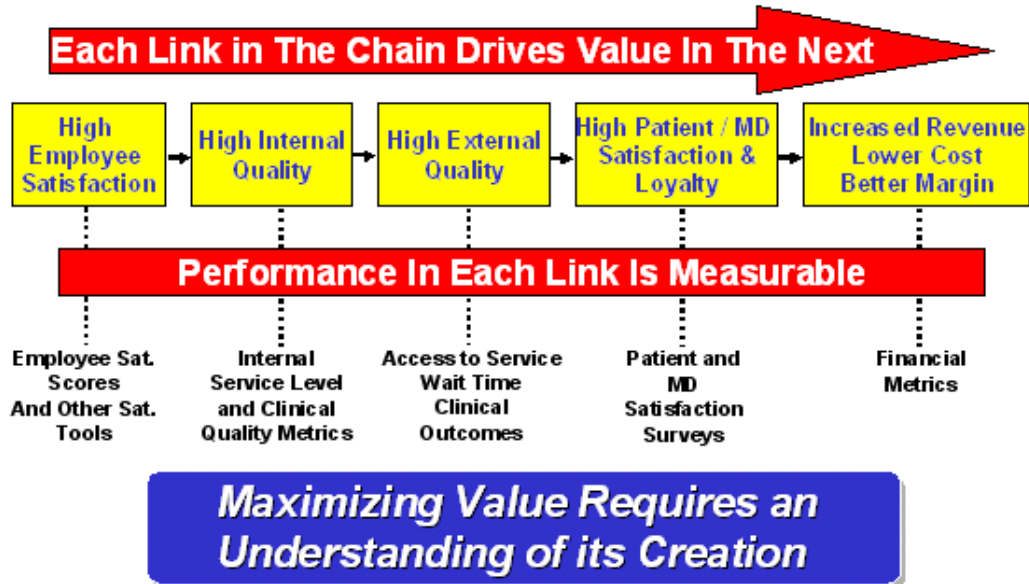 Each Link in The Chain Drives Value In The Next
High
Employee
Satisfaction
High Internal
Quality
High External
Quality
High Patient / MD
Satisfaction &
Loyalty
Increased Revenue
Lower Cost
Better Margin
Performance In Each Link Is Measurable
Employee Sat.
Scores
And Other Sat.
Tools
Internal
Service Level
and Clinical
Quality Metrics
Access to Service
Wait Time
Clinical
Outcomes
Patient and
MD
Satisfaction
Surveys
Financial
Metrics
Maximizing Value Requires an
Understanding of its Creation